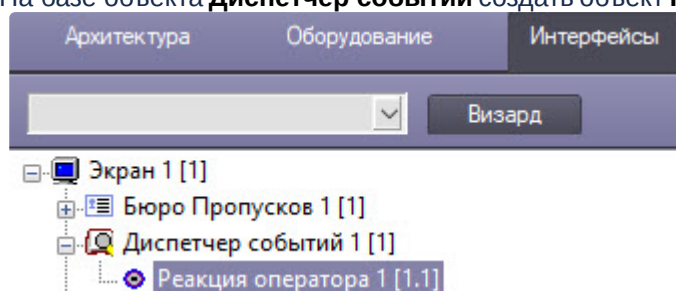 На базе объекта Диспетчер событий создать объект
Архитектура Оборудование Интерфейсы
Визард
Экран 1 [1]
Бюро Пропусков 1 [1]
Диспетчер событий 1 [1]
Реакция оператора 1 [1.1]